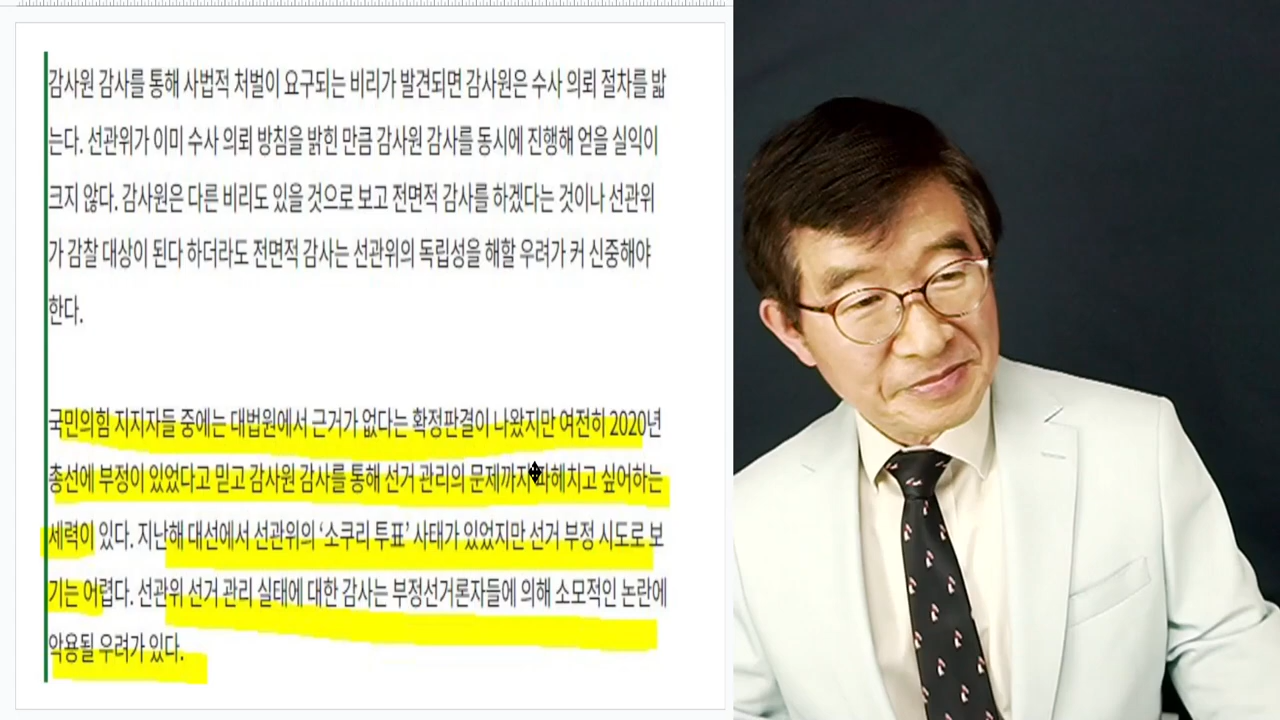 감사원 감사를 통해 사법적 처벌이 요구되는 비리가 발견되면 감사원은 수사 의뢰 절차를 밟
는다. 선관위가 이미 수사 의뢰 방침을 밝힌 만큼 감사원 감사를 동시에 진행해 얻을 실익이
크지 않다. 감사원은 다른 비리도 있을 것으로 보고 전면적 감사를 하겠다는 것이나 선관위
가 감찰 대상이 된다 하더라도 전면적 감사는 선관위의 독립성을 해할 우려가 커 신중해야
한다.
국민의힘 지지자들 중에는 대법원에서 근거가 없다는 확정판결이 나왔지만 여전히 2020년
총선에 부정이 있었다고 믿고 감사원 감사를 통해 선거 관리의 문제까지 파헤치고 싶어하는
세력이 있다. 지난해 대선에서 선관위의 ‘소쿠리 투표’ 사태가 있었지만 선거 부정 시도로 보
기는 어렵다. 선관위 선거 관리 실태에 대한 감사는 부정선거론자들에 의해 소모적인 논란에
악용될 우려가 있다.